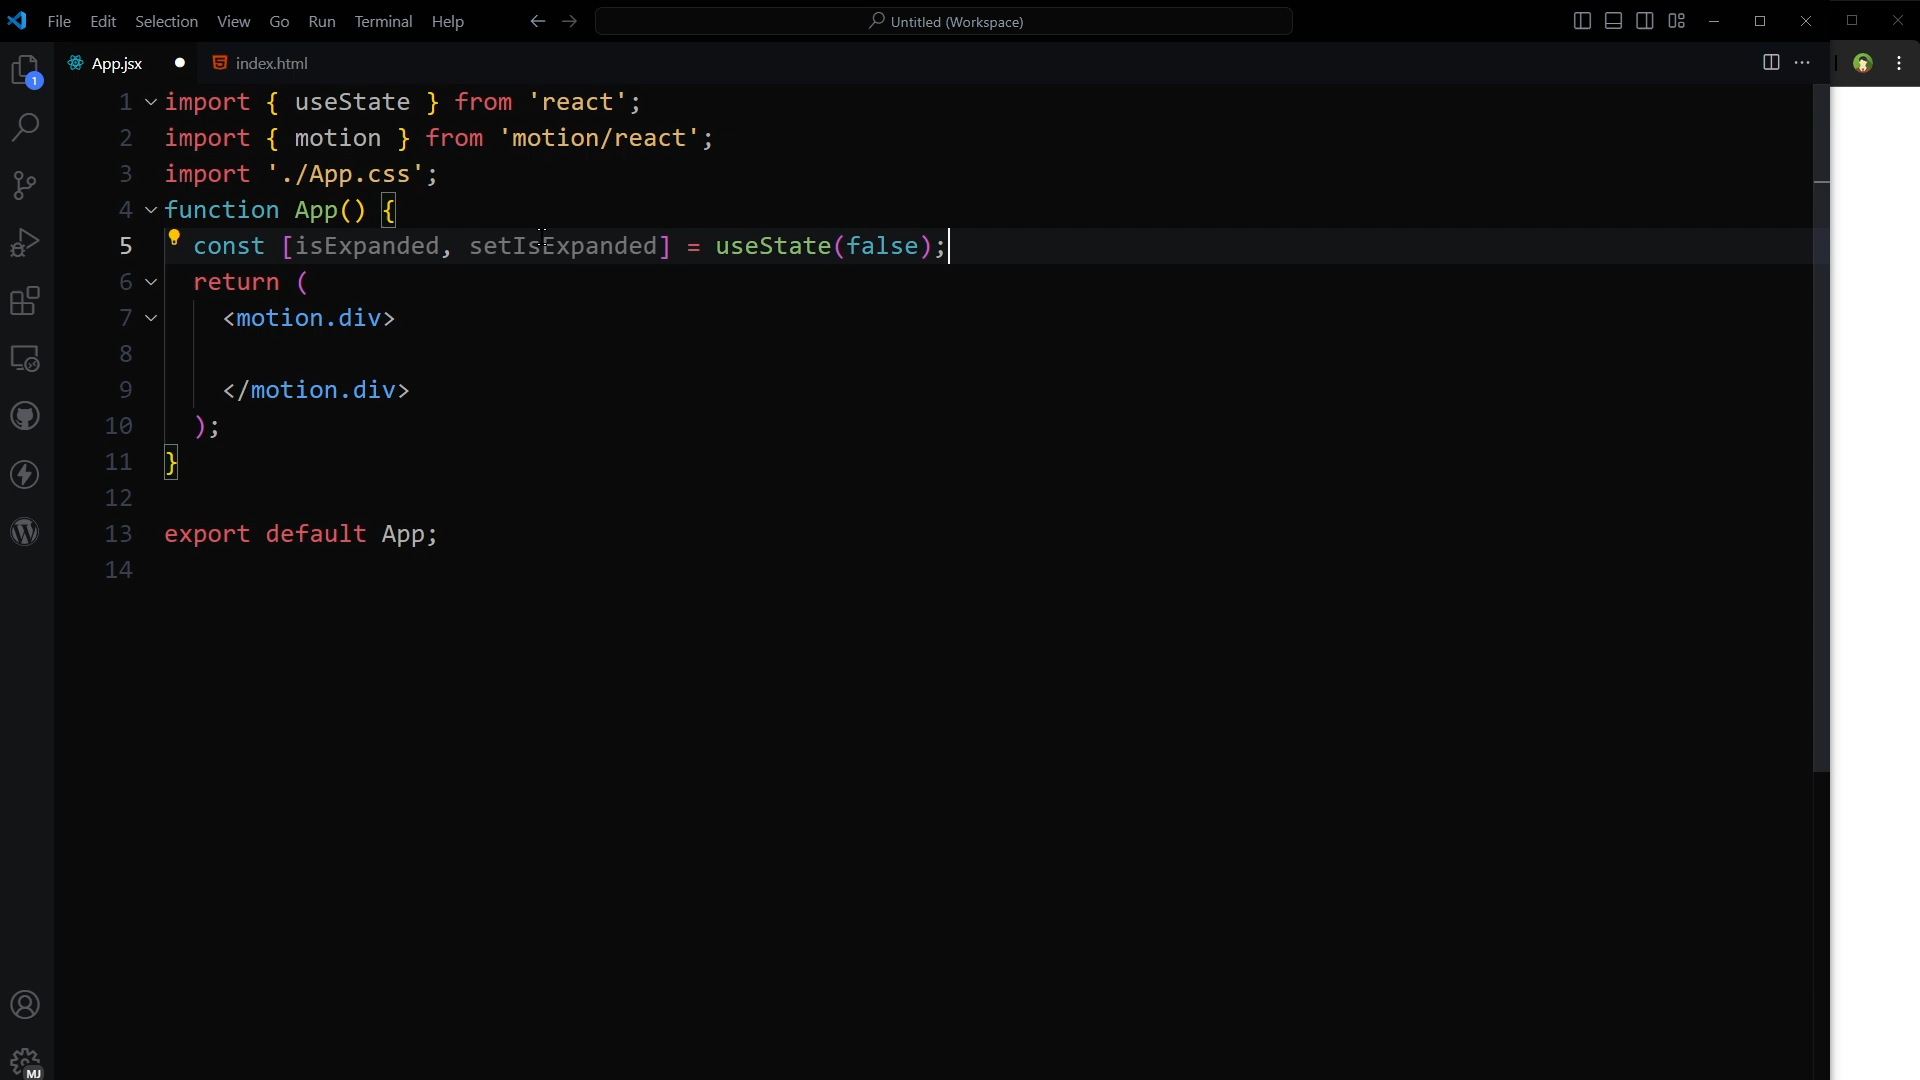 File Edit Selection View Go Run Terminal Help Untitled (Workspace)
App.jsx index.html
1 import { useState } from 'react';
2 import { motion } from 'motion/react';
3 import './App.css';
4 function App() {
5 const [isExpanded, setIsExpanded] = useState(false);
6 return (
7 <motion.div>
8
9 </motion.div>
10 );
11 }
12
13 export default App;
14
1
MJ